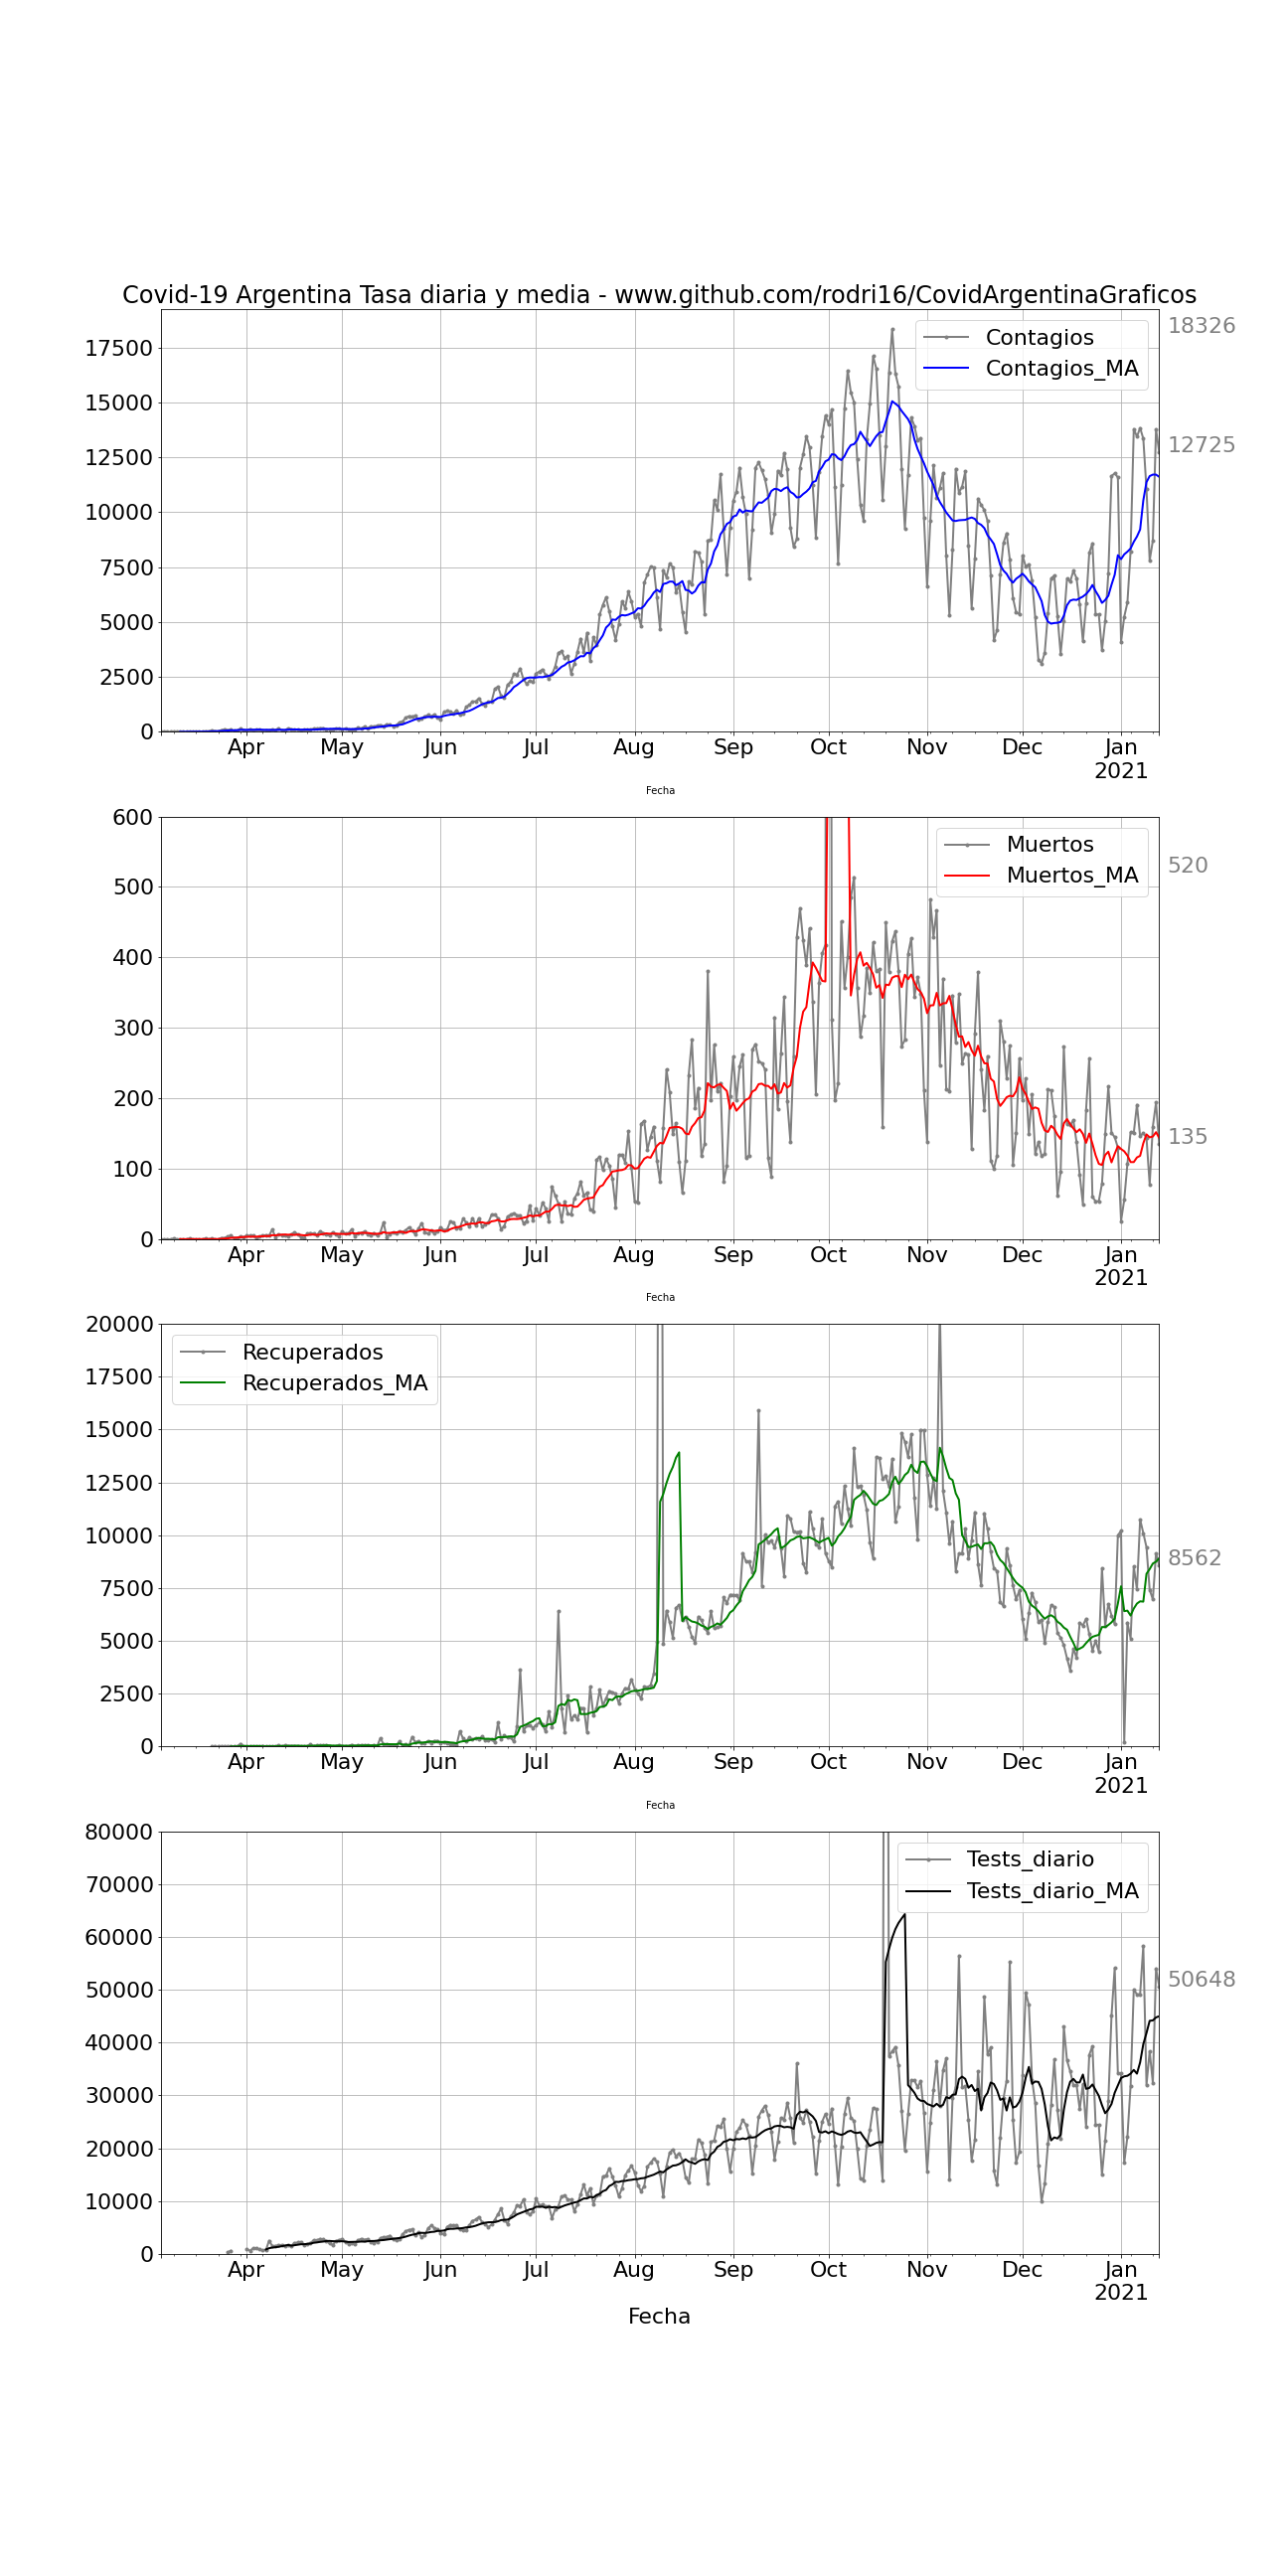 Covid-19 Argentina Tasa diaria y media - www.github.com/rodri16/CovidArgentinaGraficos
18326
Contagios
Contagios_MA
17500
15000
12725
12500
10000
7500
5000
2500
0
Apr May Jun Jul Aug Sep Oct Nov Dec Jan
2021
Fecha
600
Muertos
Muertos_MA
520
500
400
300
200
135
100
0
Apr May Jun Jul Aug Sep Oct Nov Dec Jan
2021
Fecha
20000
Recuperados
Recuperados_MA
17500
15000
12500
10000
8562
7500
5000
2500
0
Apr May Jun Jul Aug Sep Oct Nov Dec Jan
2021
Fecha
80000
Tests_diario
Tests_diario_MA
70000
60000
50648
50000
40000
30000
20000
10000
0
Apr May Jun Jul Aug Sep Oct Nov Dec Jan
2021
Fecha